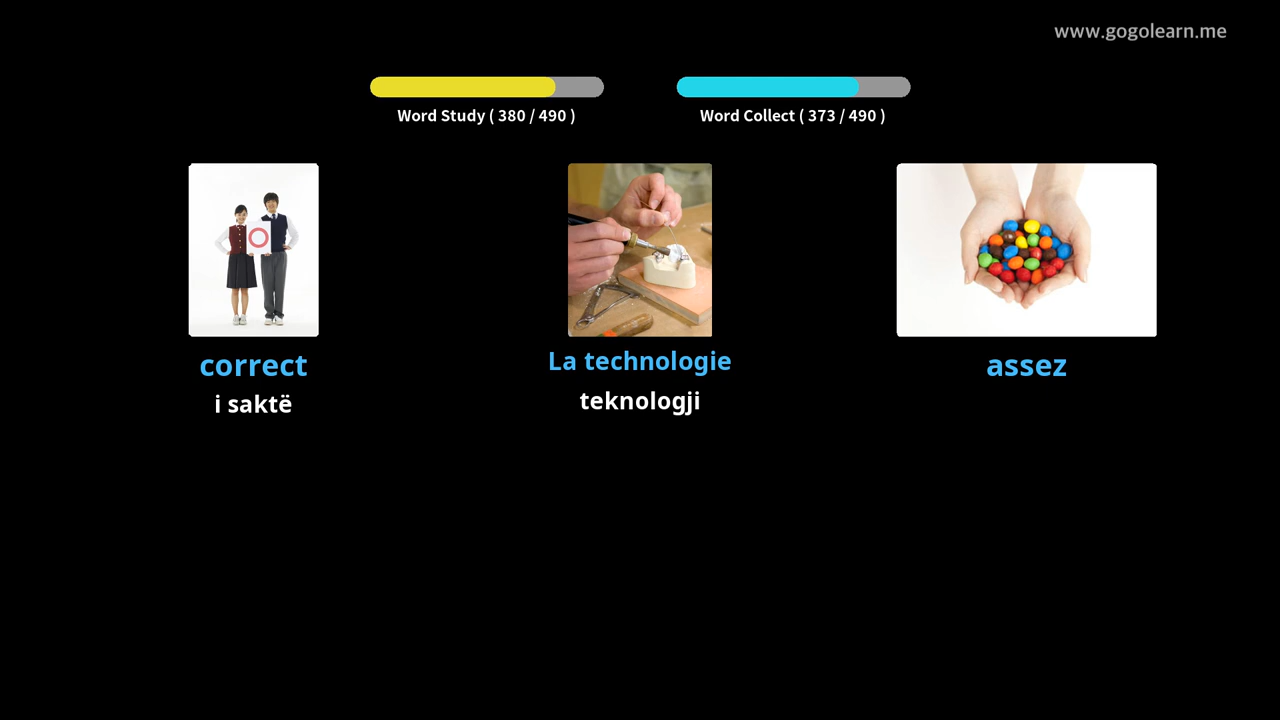 www.gogolearn.me
Word Study ( 380 / 490 )
Word Collect ( 373 / 490 )
correct
i saktë
La technologie
teknologji
assez